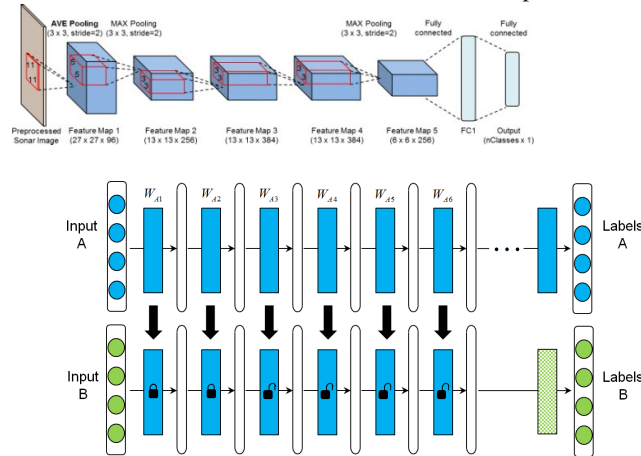 AVE Pooling
(3 x 3, stride=2)
MAX Pooling
(3 x 3, stride=2)
MAX Pooling
(3 x 3, stride=2)
Fully
connected
Fully
connected
11
11
5
5
3
3
3
3
3
3
Preprocessed
Sonar Image
Feature Map 1
(27 x 27 x 96)
Feature Map 2
(13 x 13 x 256)
Feature Map 3
(13 x 13 x 384)
Feature Map 4
(13 x 13 x 384)
Feature Map 5
(6 x 6 x 256)
FC1
Output
(nClasses x 1)
W_A1 W_A2 W_A3 W_A4 W_A5 W_A6
Input
A
Labels
A
Input
B
Labels
B